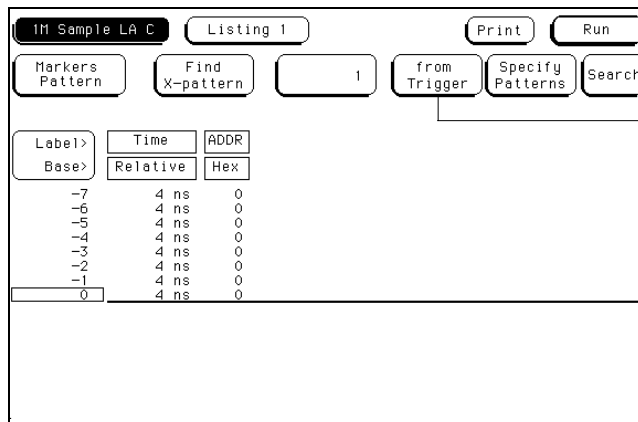 1M Sample LA C Listing 1 Print Run
Markers Pattern Find X-pattern 1 from Trigger Specify Patterns Search
Label> Time ADDR
Base> Relative Hex
-7 4 ns 0
-6 4 ns 0
-5 4 ns 0
-4 4 ns 0
-3 4 ns 0
-2 4 ns 0
-1 4 ns 0
0 4 ns 0